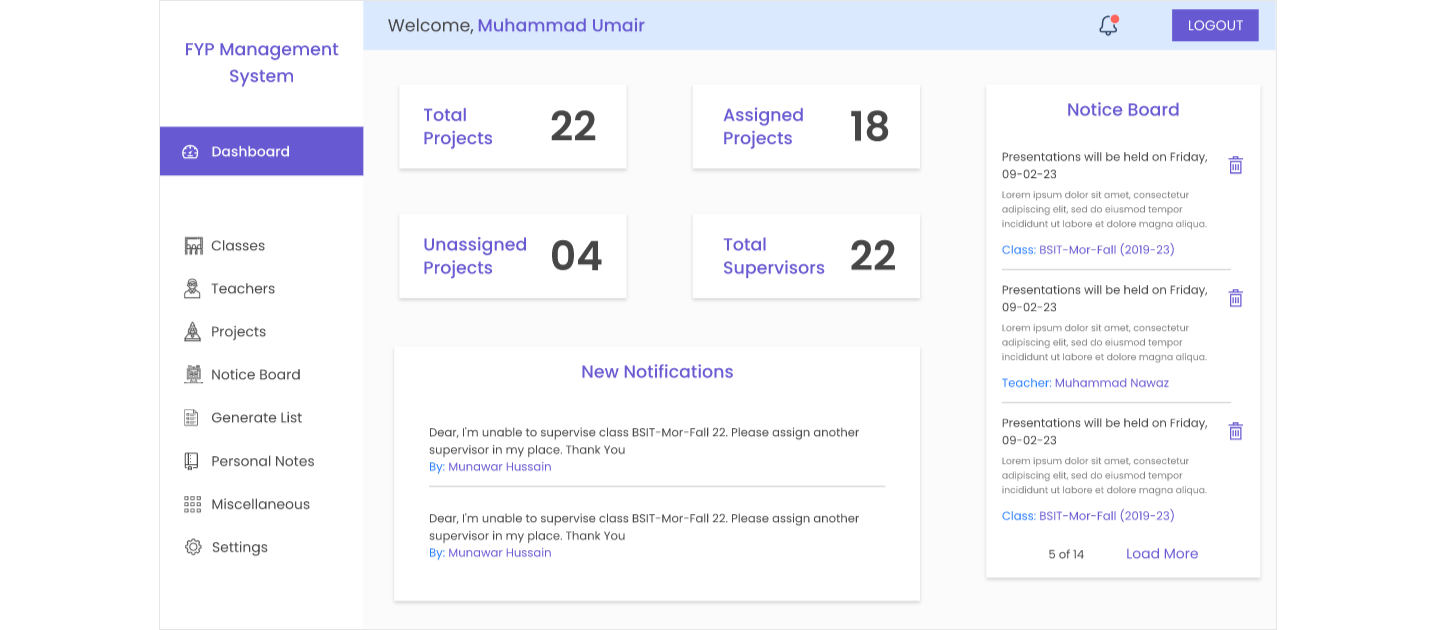 FYP Management
System
Dashboard
Classes
Teachers
Projects
Notice Board
Generate List
Personal Notes
Miscellaneous
Settings
Welcome, Muhammad Umair
LOGOUT
Total
Projects
22
Assigned
Projects
18
Unassigned
Projects
04
Total
Supervisors
22
New Notifications
Dear, I'm unable to supervise class BSIT-Mor-Fall 22. Please assign another
supervisor in my place. Thank You
By: Munawar Hussain
Dear, I'm unable to supervise class BSIT-Mor-Fall 22. Please assign another
supervisor in my place. Thank You
By: Munawar Hussain
Notice Board
Presentations will be held on Friday,
09-02-23
Lorem ipsum dolor sit amet, consectetur
adipiscing elit, sed do eiusmod tempor
incididunt ut labore et dolore magna aliqua.
Class: BSIT-Mor-Fall (2019-23)
Presentations will be held on Friday,
09-02-23
Lorem ipsum dolor sit amet, consectetur
adipiscing elit, sed do eiusmod tempor
incididunt ut labore et dolore magna aliqua.
Teacher: Muhammad Nawaz
Presentations will be held on Friday,
09-02-23
Lorem ipsum dolor sit amet, consectetur
adipiscing elit, sed do eiusmod tempor
incididunt ut labore et dolore magna aliqua.
Class: BSIT-Mor-Fall (2019-23)
5 of 14 Load More